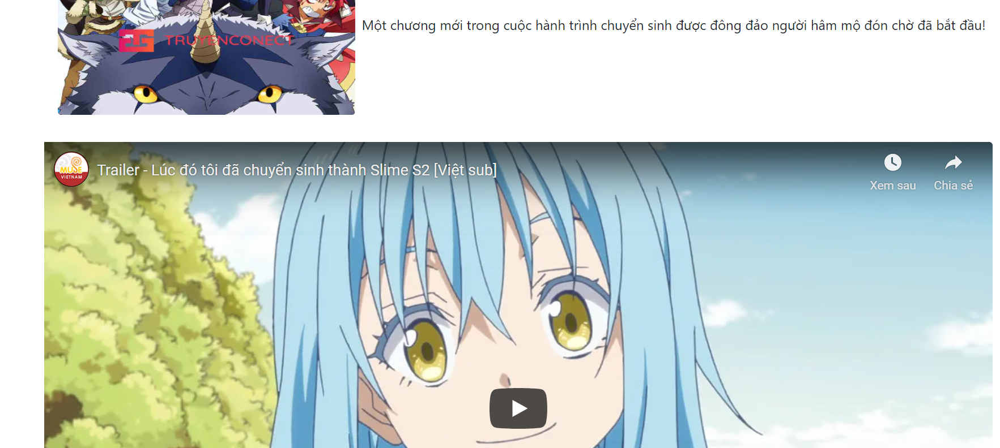 TRUYENCONECT
Một chương mới trong cuộc hành trình chuyển sinh được đông đảo người hâm mộ đón chờ đã bắt đầu!
MUSE
VIETNAM
Trailer - Lúc đó tôi đã chuyển sinh thành Slime S2 [Việt sub]
Xem sau
Chia sẻ